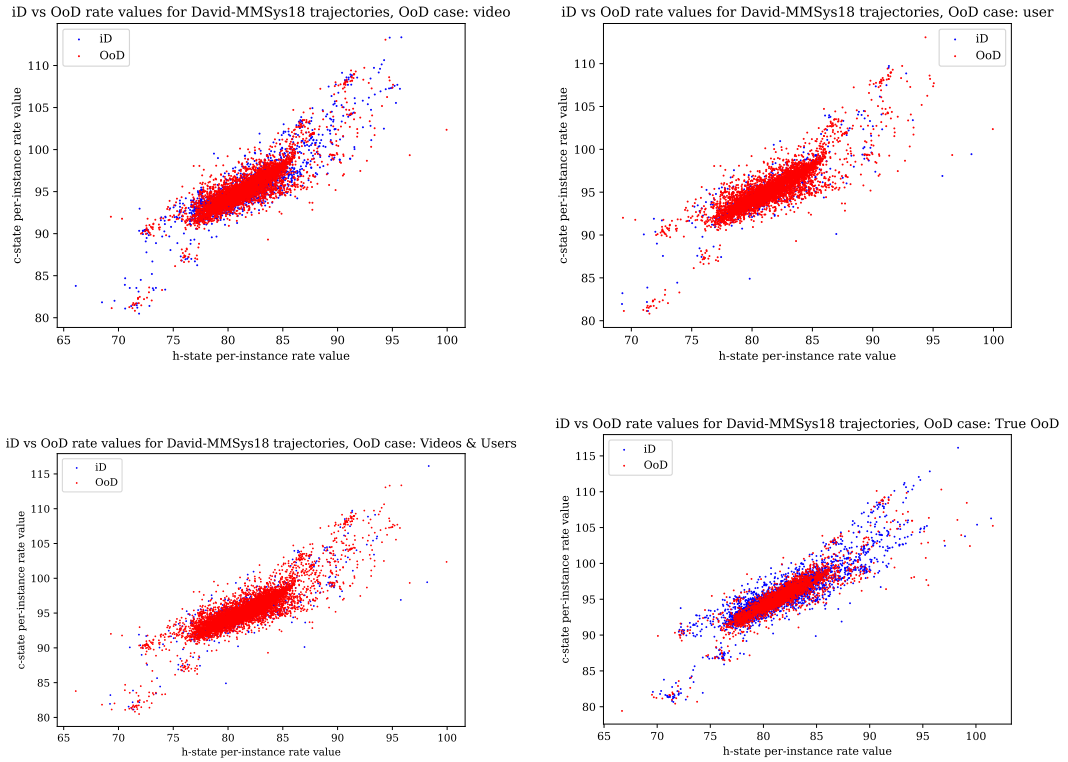 iD vs OoD rate values for David-MMSys18 trajectories, OoD case: video
iD
OoD
110
105
100
95
90
85
80
c-state per-instance rate value
65 70 75 80 85 90 95 100
h-state per-instance rate value
iD vs OoD rate values for David-MMSys18 trajectories, OoD case: user
iD
OoD
110
105
100
95
90
85
80
c-state per-instance rate value
70 75 80 85 90 95 100
h-state per-instance rate value
iD vs OoD rate values for David-MMSys18 trajectories, OoD case: Videos & Users
iD
OoD
115
110
105
100
95
90
85
80
c-state per-instance rate value
65 70 75 80 85 90 95 100
h-state per-instance rate value
iD vs OoD rate values for David-MMSys18 trajectories, OoD case: True OoD
iD
OoD
115
110
105
100
95
90
85
80
c-state per-instance rate value
65 70 75 80 85 90 95 100
h-state per-instance rate value